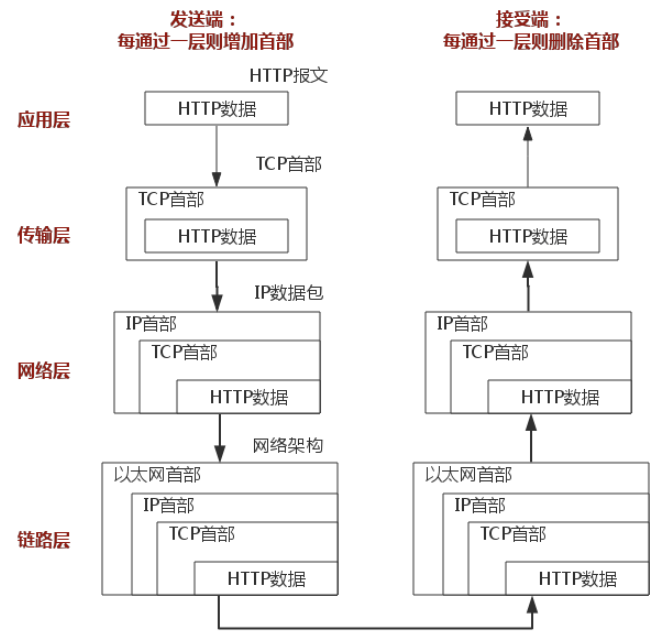 发送端：
每通过一层则增加首部
接受端：
每通过一层则删除首部
HTTP报文
应用层
HTTP数据
HTTP数据
TCP首部
TCP首部
TCP首部
传输层
HTTP数据
HTTP数据
IP数据包
IP首部
IP首部
TCP首部
TCP首部
网络层
HTTP数据
HTTP数据
网络架构
以太网首部
以太网首部
IP首部
IP首部
TCP首部
TCP首部
链路层
HTTP数据
HTTP数据